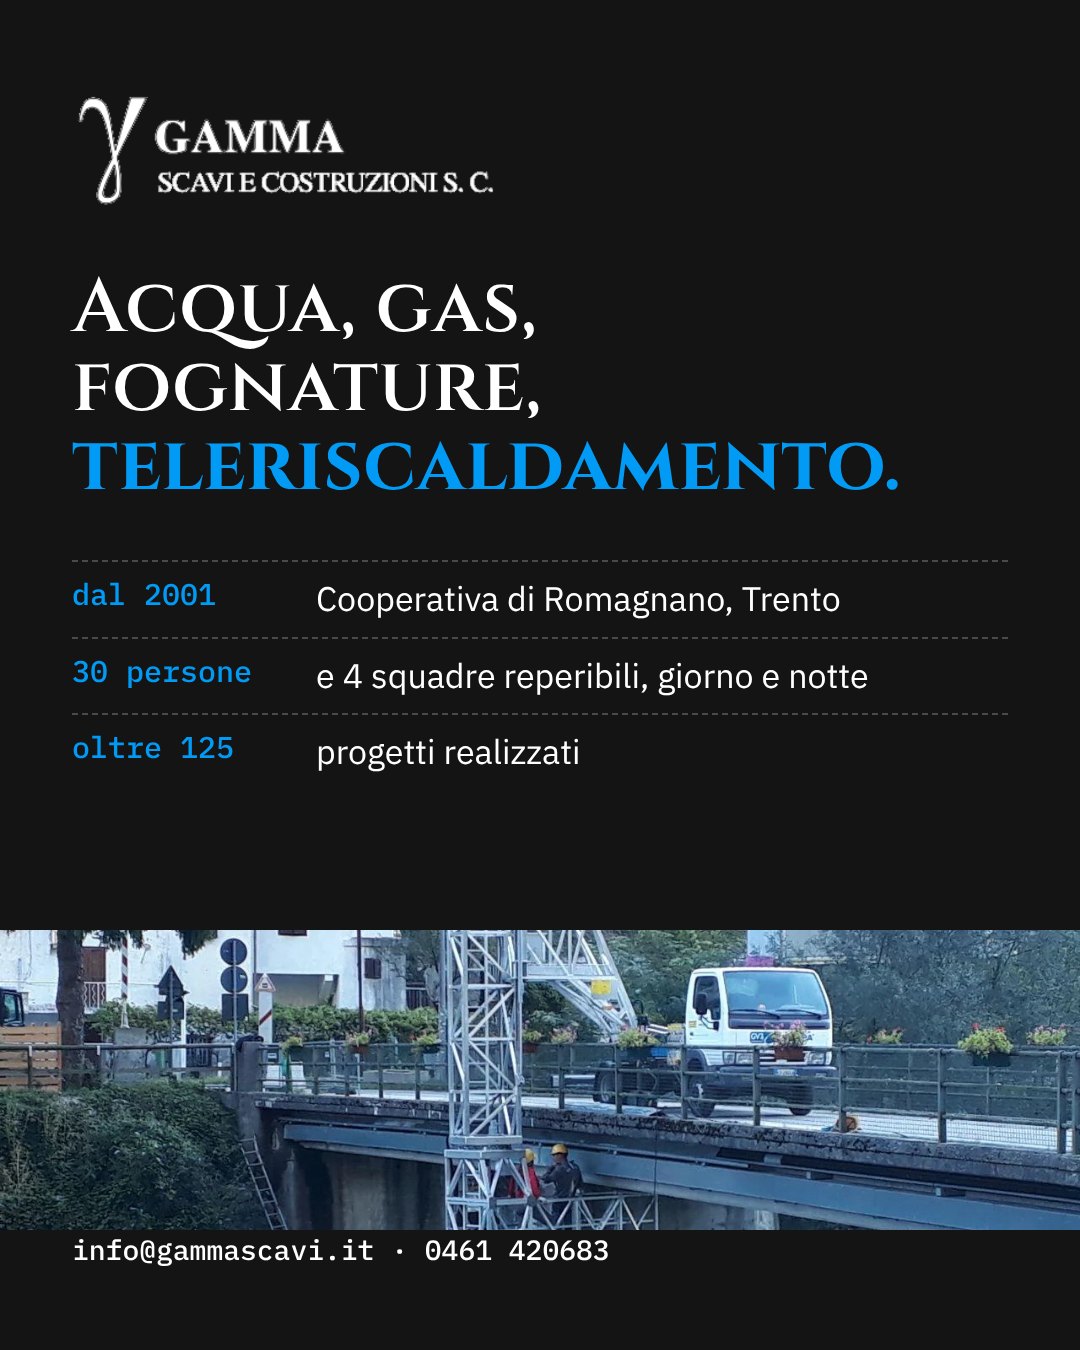 γ GAMMA
SCAVI E COSTRUZIONI S. C.
Acqua, gas,
fognature,
teleriscaldamento.
dal 2001 Cooperativa di Romagnano, Trento
30 persone e 4 squadre reperibili, giorno e notte
oltre 125 progetti realizzati
info@gammascavi.it · 0461 420683